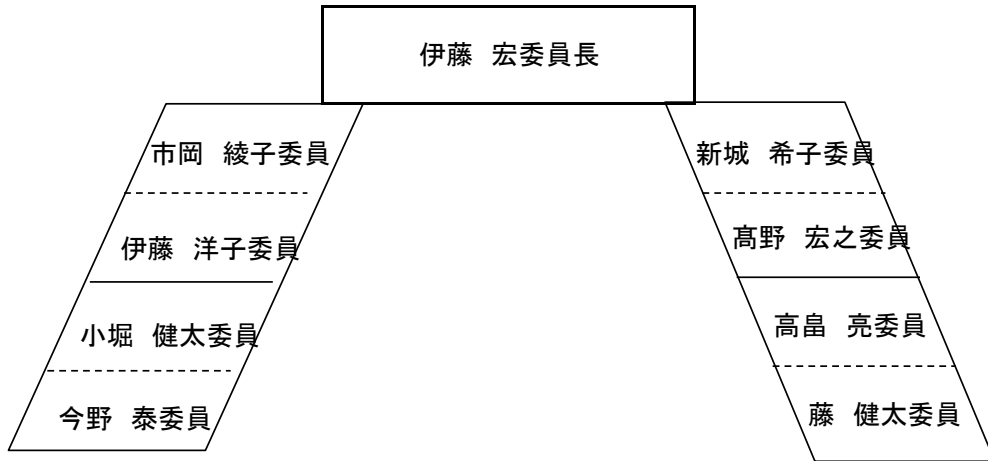 伊藤　宏委員長
市岡　綾子委員
伊藤　洋子委員
小堀　健太委員
今野　泰委員
新城　希子委員
髙野　宏之委員
高畠　亮委員
藤　健太委員